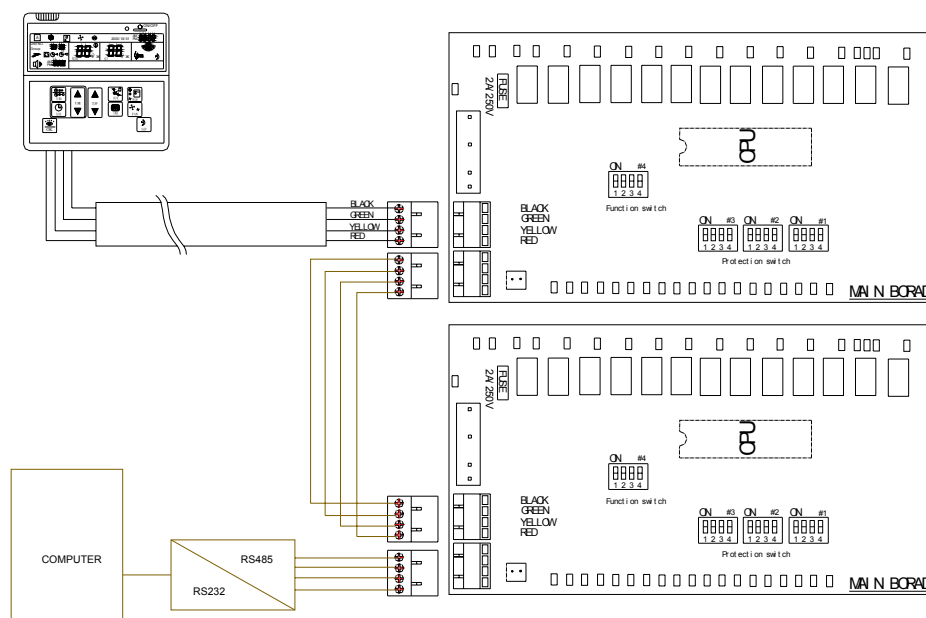 ON/OFF
FUSE
2A/250V
CPU
ON #4
1 2 3 4
Function switch
BLACK
GREEN
YELLOW
RED
BLACK
GREEN
YELLOW
RED
ON #3
ON #2
ON #1
1 2 3 4
1 2 3 4
1 2 3 4
Protection switch
MAIN BORAD
FUSE
2A/250V
CPU
ON #4
1 2 3 4
Function switch
BLACK
GREEN
YELLOW
RED
ON #3
ON #2
ON #1
1 2 3 4
1 2 3 4
1 2 3 4
Protection switch
MAIN BORAD
COMPUTER
RS485
RS232